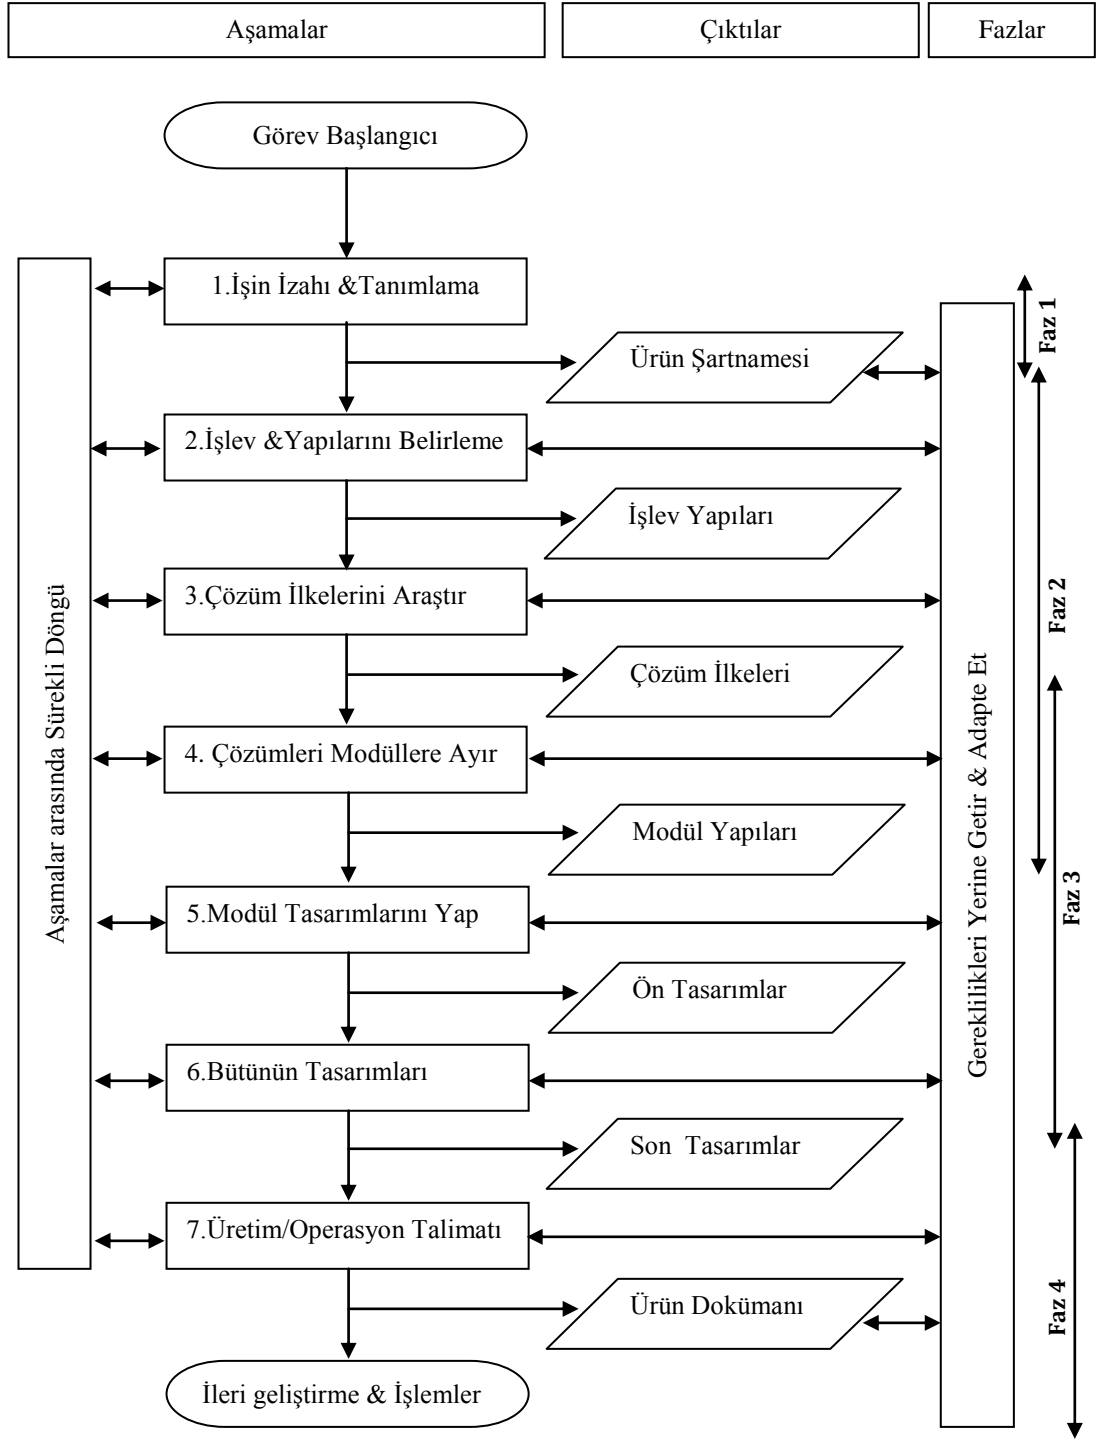 Aşamalar
Çıktılar
Fazlar
Görev Başlangıcı
1.İşin İzahı &Tanımlama
Ürün Şartnamesi
2.İşlev &Yapılarını Belirleme
İşlev Yapıları
3.Çözüm İlkelerini Araştır
Çözüm İlkeleri
4. Çözümleri Modüllere Ayır
Modül Yapıları
5.Modül Tasarımlarını Yap
Ön Tasarımlar
6.Bütünün Tasarımları
Son Tasarımlar
7.Üretim/Operasyon Talimatı
Ürün Dokümanı
İleri geliştirme & İşlemler
Aşamalar arasında Sürekli Döngü
Gereklilikleri Yerine Getir & Adapte Et
Faz 1
Faz 2
Faz 3
Faz 4